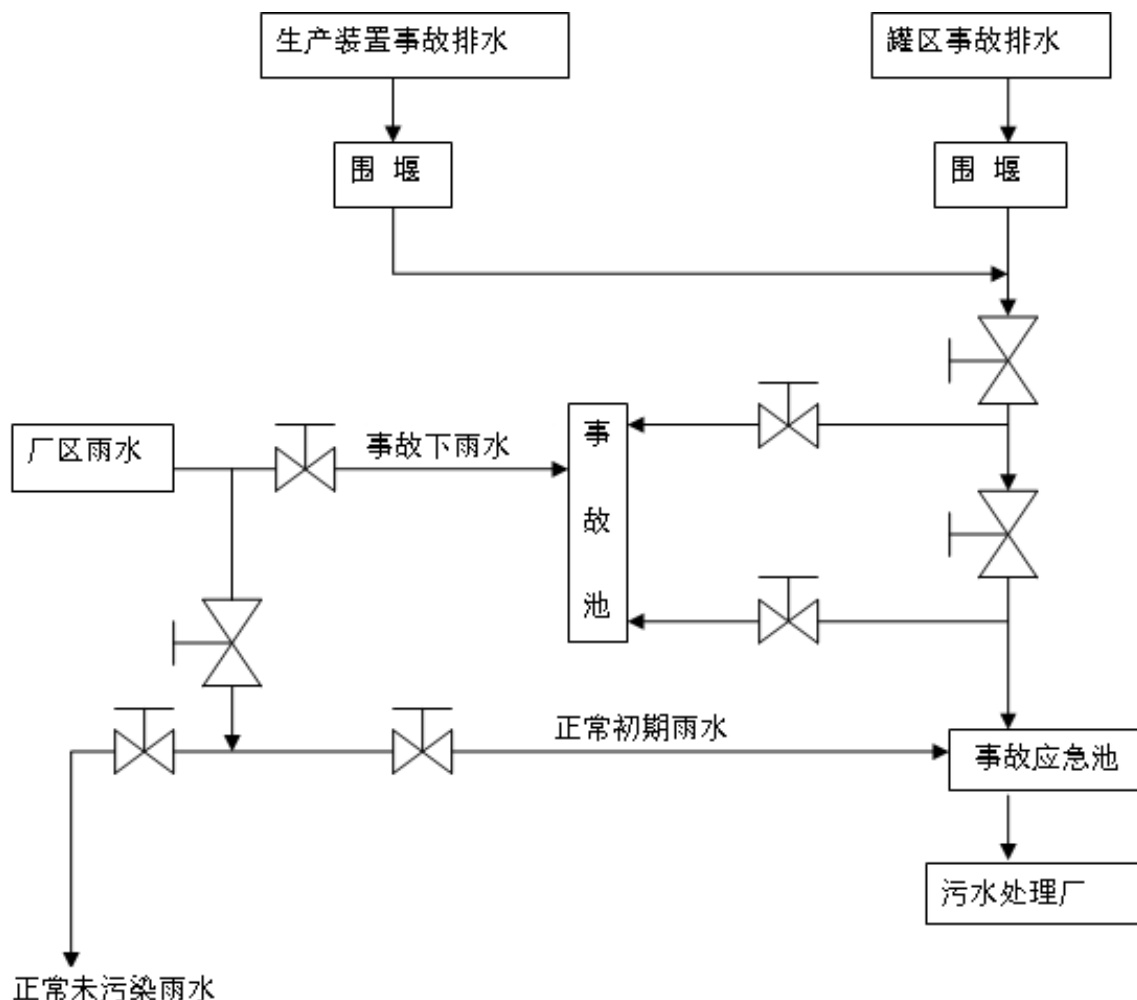 生产装置事故排水
罐区事故排水
围 堰
围 堰
厂区雨水
事故下雨水
事
故
池
正常初期雨水
事故应急池
污水处理厂
正常未污染雨水